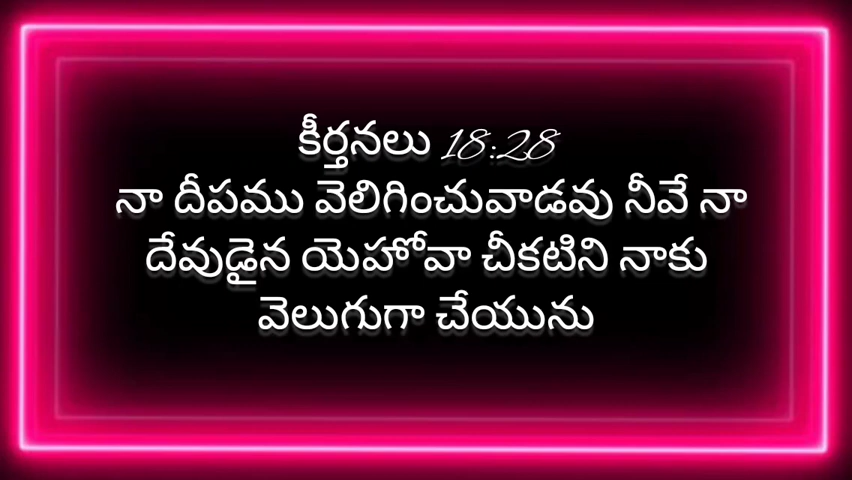 కీర్తనలు 18:28
నా దీపము వెలిగించువాడవు నీవే నా
దేవుడైన యెహోవా చీకటిని నాకు
వెలుగుగా చేయును